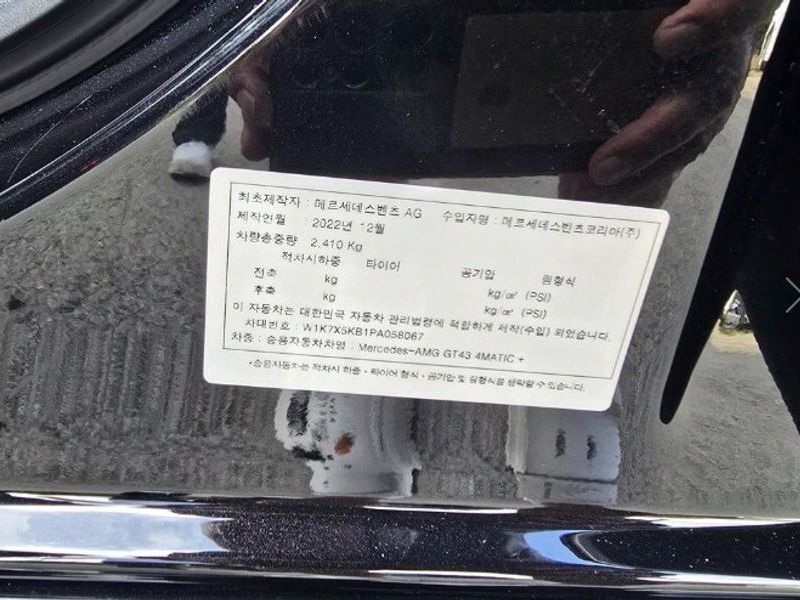 최초제작자 : 메르세데스벤츠 AG 수입자명 : 메르세데스벤츠코리아(주)
제작연월 : 2022년 12월
차량총중량 2,410 Kg
적차시하중 타이어 공기압 림형식
전축 kg kg/㎠ (PSI)
후축 kg kg/㎠ (PSI)
이 자동차는 대한민국 자동차 관리법령에 적합하게 제작(수입) 되었습니다.
차대번호 : W1K7X5KB1PA058067
차종 : 승용자동차차명 : Mercedes-AMG GT43 4MATIC +
•승용자동차는 적차시 하중 • 타이어 형식 • 공기압 및 림형식을 생략할 수 있습니다.